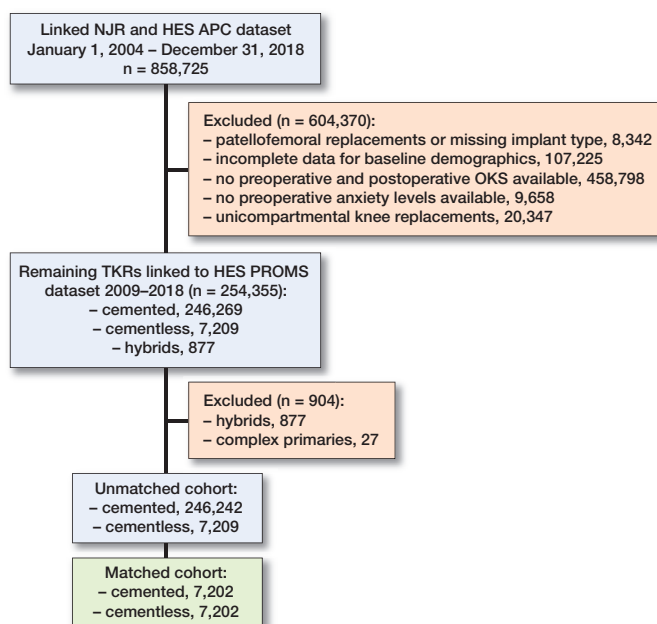 Linked NJR and HES APC dataset
January 1, 2004 – December 31, 2018
n = 858,725
Excluded (n = 604,370):
– patellofemoral replacements or missing implant type, 8,342
– incomplete data for baseline demographics, 107,225
– no preoperative and postoperative OKS available, 458,798
– no preoperative anxiety levels available, 9,658
– unicompartmental knee replacements, 20,347
Remaining TKRs linked to HES PROMS
dataset 2009–2018 (n = 254,355):
– cemented, 246,269
– cementless, 7,209
– hybrids, 877
Excluded (n = 904):
– hybrids, 877
– complex primaries, 27
Unmatched cohort:
– cemented, 246,242
– cementless, 7,209
Matched cohort:
– cemented, 7,202
– cementless, 7,202